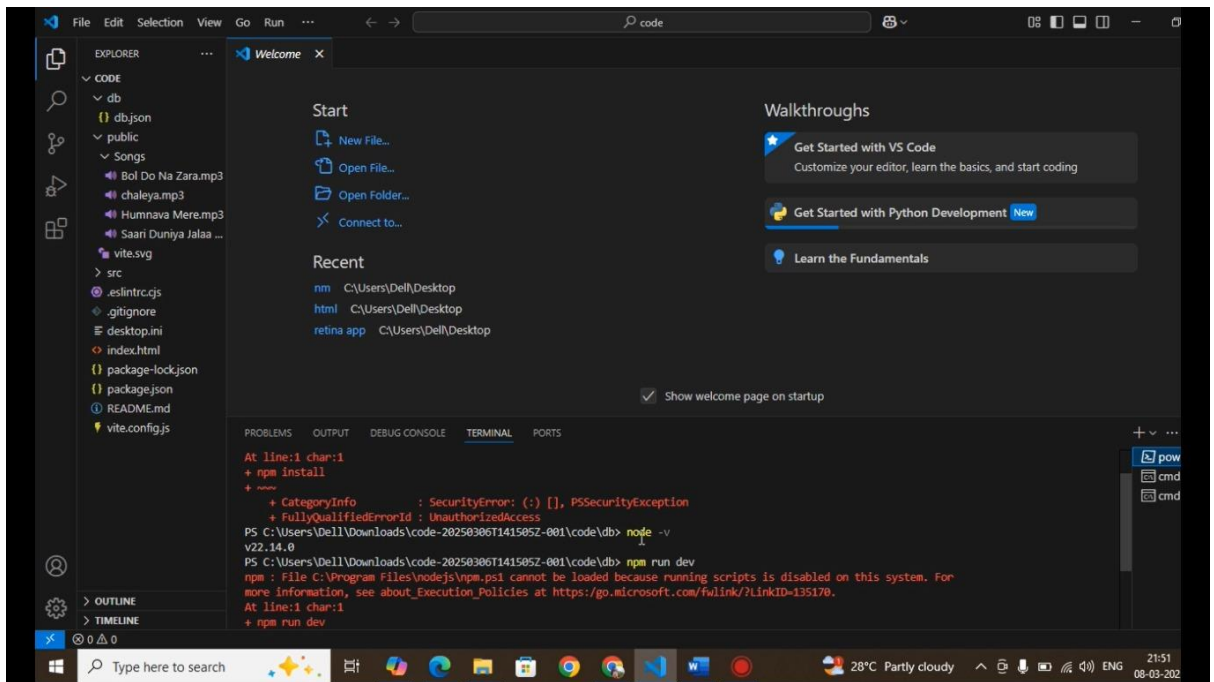 File Edit Selection View Go Run ··· code
EXPLORER ···
Welcome
CODE
db
{} db.json
public
Songs
Bol Do Na Zara.mp3
chaleya.mp3
Humnava Mere.mp3
Saari Duniya Jalaa ...
vite.svg
src
.eslintrc.cjs
.gitignore
desktop.ini
index.html
{} package-lock.json
{} package.json
README.md
vite.config.js
OUTLINE
TIMELINE
Start
New File...
Open File...
Open Folder...
Connect to...
Recent
nm C:\Users\Dell\Desktop
html C:\Users\Dell\Desktop
retina app C:\Users\Dell\Desktop
Walkthroughs
Get Started with VS Code
Customize your editor, learn the basics, and start coding
Get Started with Python Development New
Learn the Fundamentals
Show welcome page on startup
PROBLEMS OUTPUT DEBUG CONSOLE TERMINAL PORTS
At line:1 char:1
+ npm install
+ ~~~
+ CategoryInfo : SecurityError: (:) [], PSSecurityException
+ FullyQualifiedErrorId : UnauthorizedAccess
PS C:\Users\Dell\Downloads\code-20250306T141505Z-001\code\db> node -v
v22.14.0
PS C:\Users\Dell\Downloads\code-20250306T141505Z-001\code\db> npm run dev
npm : File C:\Program Files\nodejs\npm.ps1 cannot be loaded because running scripts is disabled on this system. For
more information, see about_Execution_Policies at https:/go.microsoft.com/fwlink/?LinkID=135170.
At line:1 char:1
+ npm run dev
pow
cmd
cmd
0 0
Type here to search
28°C Partly cloudy ENG
21:51
08-03-202